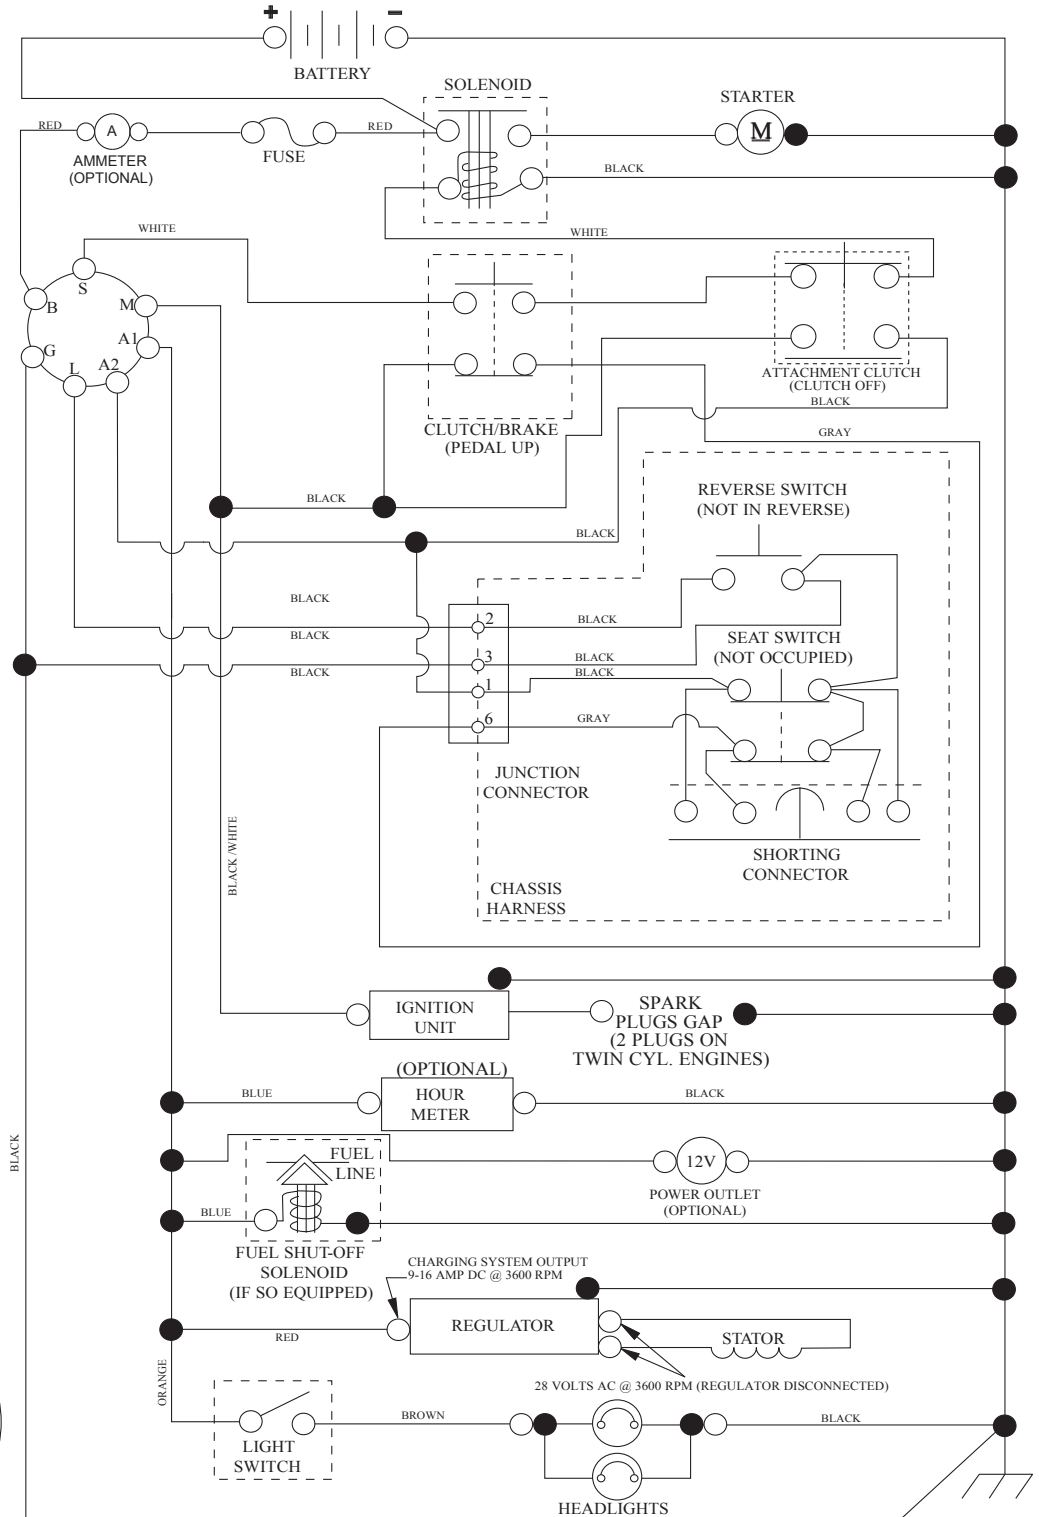 + −
BATTERY
SOLENOID
STARTER
RED
A
RED
M
FUSE
AMMETER
(OPTIONAL)
BLACK
WHITE
WHITE
S
B
M
A1
G
L
A2
ATTACHMENT CLUTCH
(CLUTCH OFF)
BLACK
CLUTCH/BRAKE
(PEDAL UP)
GRAY
REVERSE SWITCH
(NOT IN REVERSE)
BLACK
BLACK
BLACK
2
BLACK
BLACK
SEAT SWITCH
(NOT OCCUPIED)
3
BLACK
BLACK
BLACK
1
6
GRAY
JUNCTION
CONNECTOR
BLACK /WHITE
SHORTING
CONNECTOR
CHASSIS
HARNESS
IGNITION
UNIT
SPARK
PLUGS GAP
(2 PLUGS ON
TWIN CYL. ENGINES)
(OPTIONAL)
BLUE
HOUR
METER
BLACK
BLACK
FUEL
LINE
12V
POWER OUTLET
(OPTIONAL)
BLUE
FUEL SHUT-OFF
SOLENOID
(IF SO EQUIPPED)
CHARGING SYSTEM OUTPUT
9-16 AMP DC @ 3600 RPM
REGULATOR
STATOR
RED
28 VOLTS AC @ 3600 RPM (REGULATOR DISCONNECTED)
ORANGE
BROWN
BLACK
LIGHT
SWITCH
HEADLIGHTS